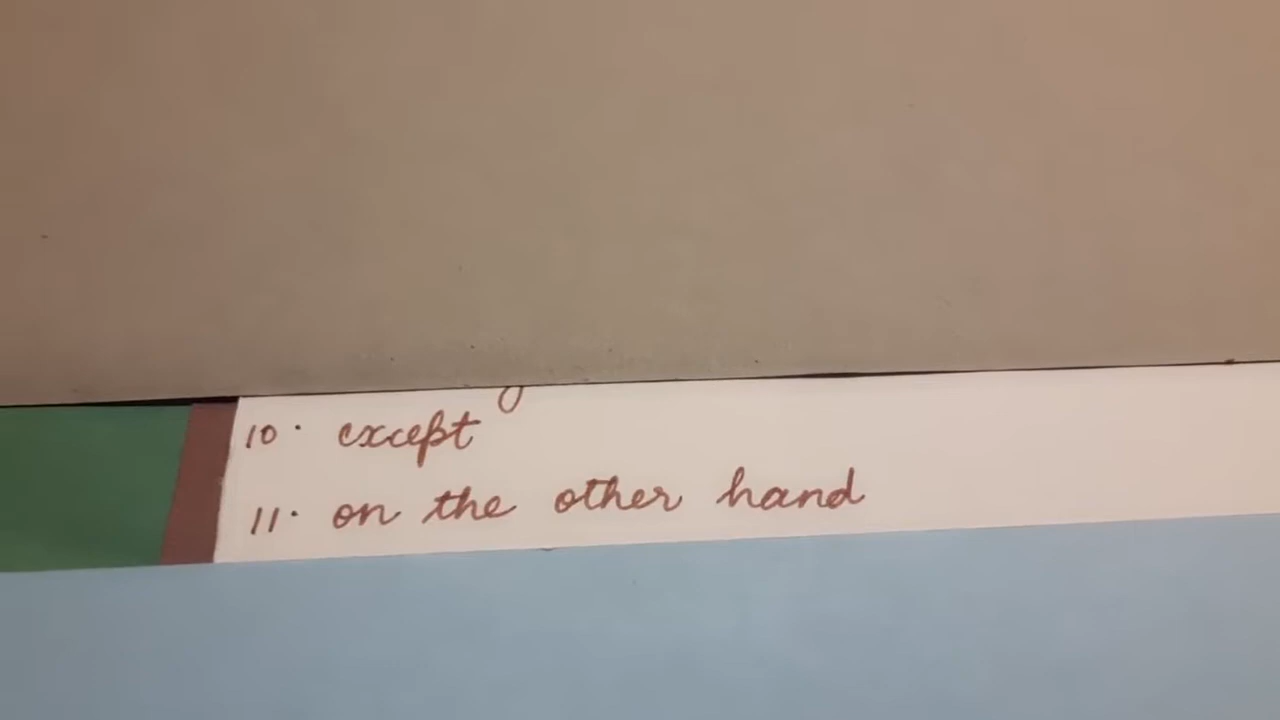 10. except
11. on the other hand